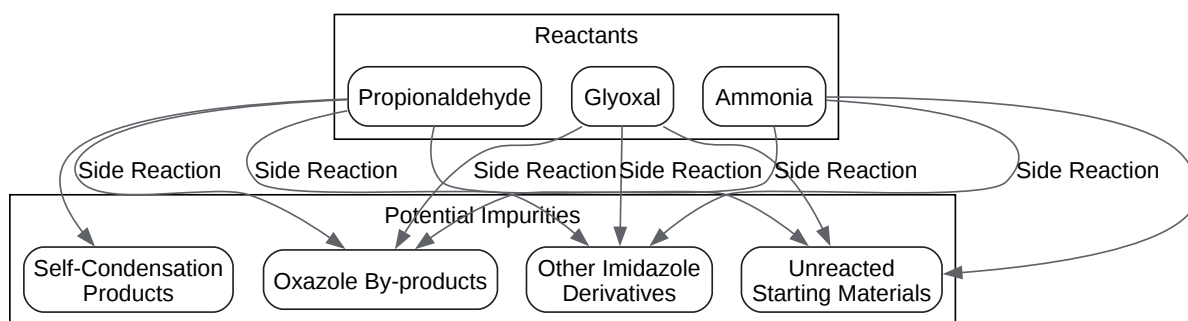 Reactants
Propionaldehyde
Glyoxal
Ammonia
Side Reaction
Side Reaction
Side Reaction
Side Reaction
Side Reaction
Side Reaction
Potential Impurities
Self-Condensation
Products
Oxazole By-products
Other Imidazole
Derivatives
Unreacted
Starting Materials